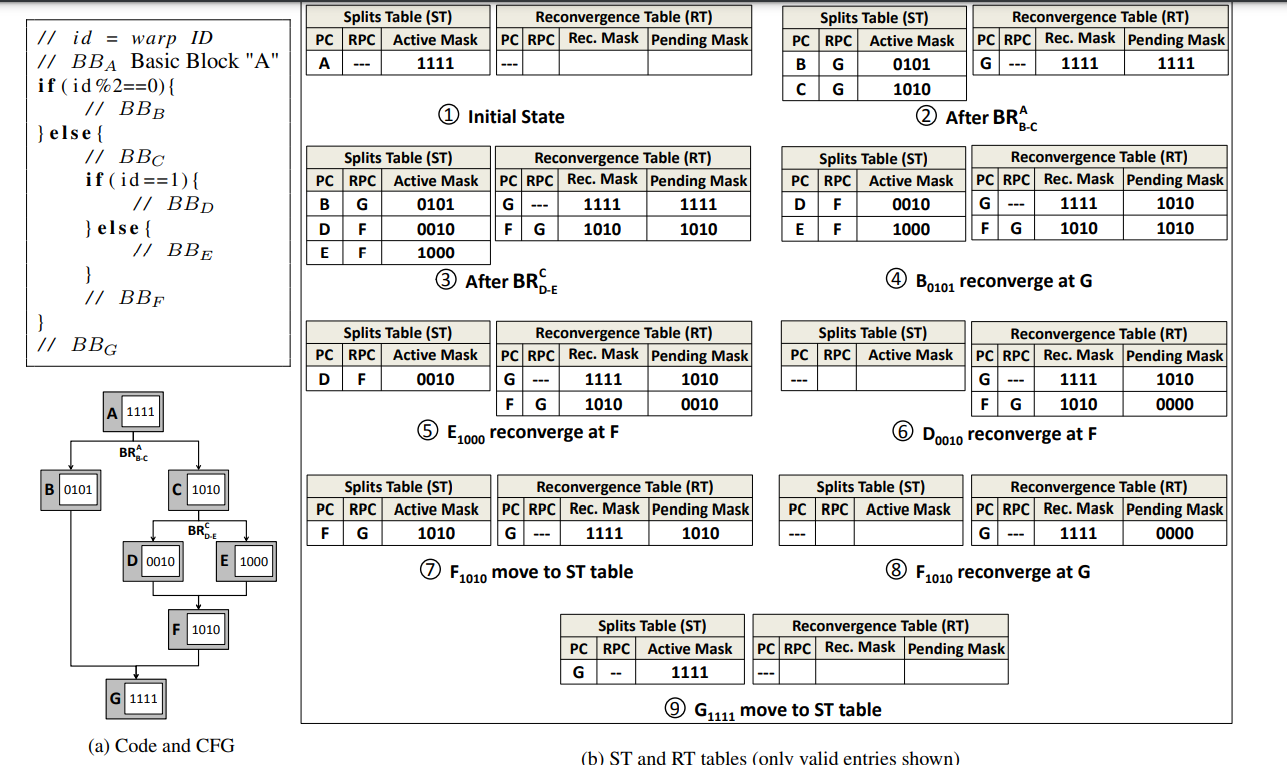 // id = warp ID
// BB_A Basic Block "A"
if(id%2==0){
// BB_B
}else{
// BB_C
if(id==1){
// BB_D
}else{
// BB_E
}
// BB_F
}
// BB_G
A 1111
BR^A_B-C
B 0101
C 1010
BR^C_D-E
D 0010
E 1000
F 1010
G 1111
(a) Code and CFG
Splits Table (ST)
PC RPC Active Mask
A --- 1111
Reconvergence Table (RT)
PC RPC Rec. Mask Pending Mask
---
① Initial State
Splits Table (ST)
PC RPC Active Mask
B G 0101
C G 1010
Reconvergence Table (RT)
PC RPC Rec. Mask Pending Mask
G --- 1111 1111
② After BR^A_B-C
Splits Table (ST)
PC RPC Active Mask
B G 0101
D F 0010
E F 1000
Reconvergence Table (RT)
PC RPC Rec. Mask Pending Mask
G --- 1111 1111
F G 1010 1010
③ After BR^C_D-E
Splits Table (ST)
PC RPC Active Mask
D F 0010
E F 1000
Reconvergence Table (RT)
PC RPC Rec. Mask Pending Mask
G --- 1111 1010
F G 1010 1010
④ B_0101 reconverge at G
Splits Table (ST)
PC RPC Active Mask
D F 0010
Reconvergence Table (RT)
PC RPC Rec. Mask Pending Mask
G --- 1111 1010
F G 1010 0010
⑤ E_1000 reconverge at F
Splits Table (ST)
PC RPC Active Mask
---
Reconvergence Table (RT)
PC RPC Rec. Mask Pending Mask
G --- 1111 1010
F G 1010 0000
⑥ D_0010 reconverge at F
Splits Table (ST)
PC RPC Active Mask
F G 1010
Reconvergence Table (RT)
PC RPC Rec. Mask Pending Mask
G --- 1111 1010
⑦ F_1010 move to ST table
Splits Table (ST)
PC RPC Active Mask
---
Reconvergence Table (RT)
PC RPC Rec. Mask Pending Mask
G --- 1111 0000
⑧ F_1010 reconverge at G
Splits Table (ST)
PC RPC Active Mask
G -- 1111
Reconvergence Table (RT)
PC RPC Rec. Mask Pending Mask
---
⑨ G_1111 move to ST table
(b) ST and RT tables (only valid entries shown)